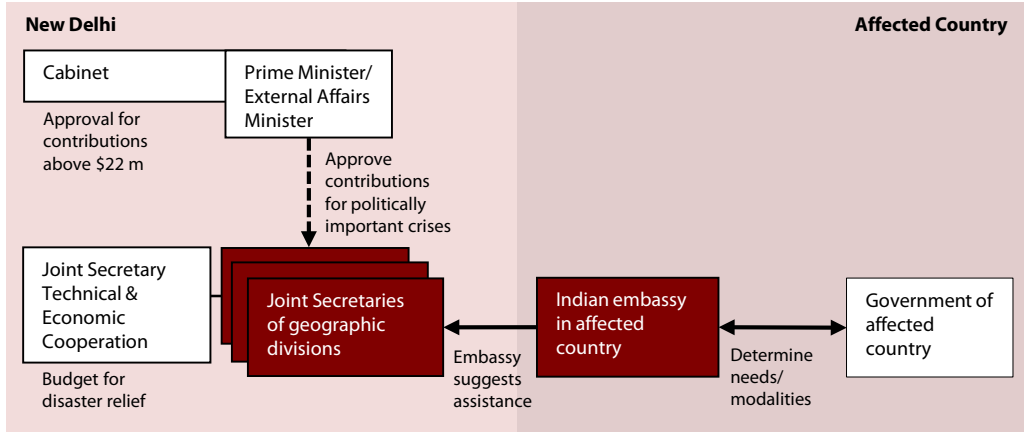 New Delhi
Affected Country
Cabinet
Prime Minister/
External Affairs
Minister
Approval for
contributions
above $22 m
Approve
contributions
for politically
important crises
Joint Secretary
Technical &
Economic
Cooperation
Joint Secretaries
of geographic
divisions
Indian embassy
in affected
country
Government of
affected
country
Budget for
disaster relief
Embassy
suggests
assistance
Determine
needs/
modalities